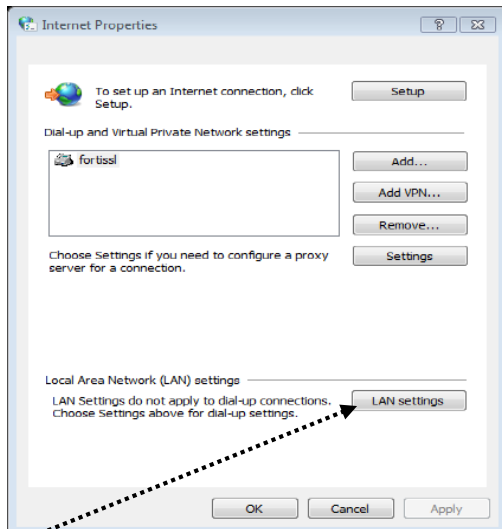 Internet Properties
To set up an Internet connection, click
Setup.
Setup
Dial-up and Virtual Private Network settings
fortissl
Add...
Add VPN...
Remove...
Choose Settings if you need to configure a proxy
server for a connection.
Settings
Local Area Network (LAN) settings
LAN Settings do not apply to dial-up connections.
Choose Settings above for dial-up settings.
LAN settings
OK
Cancel
Apply